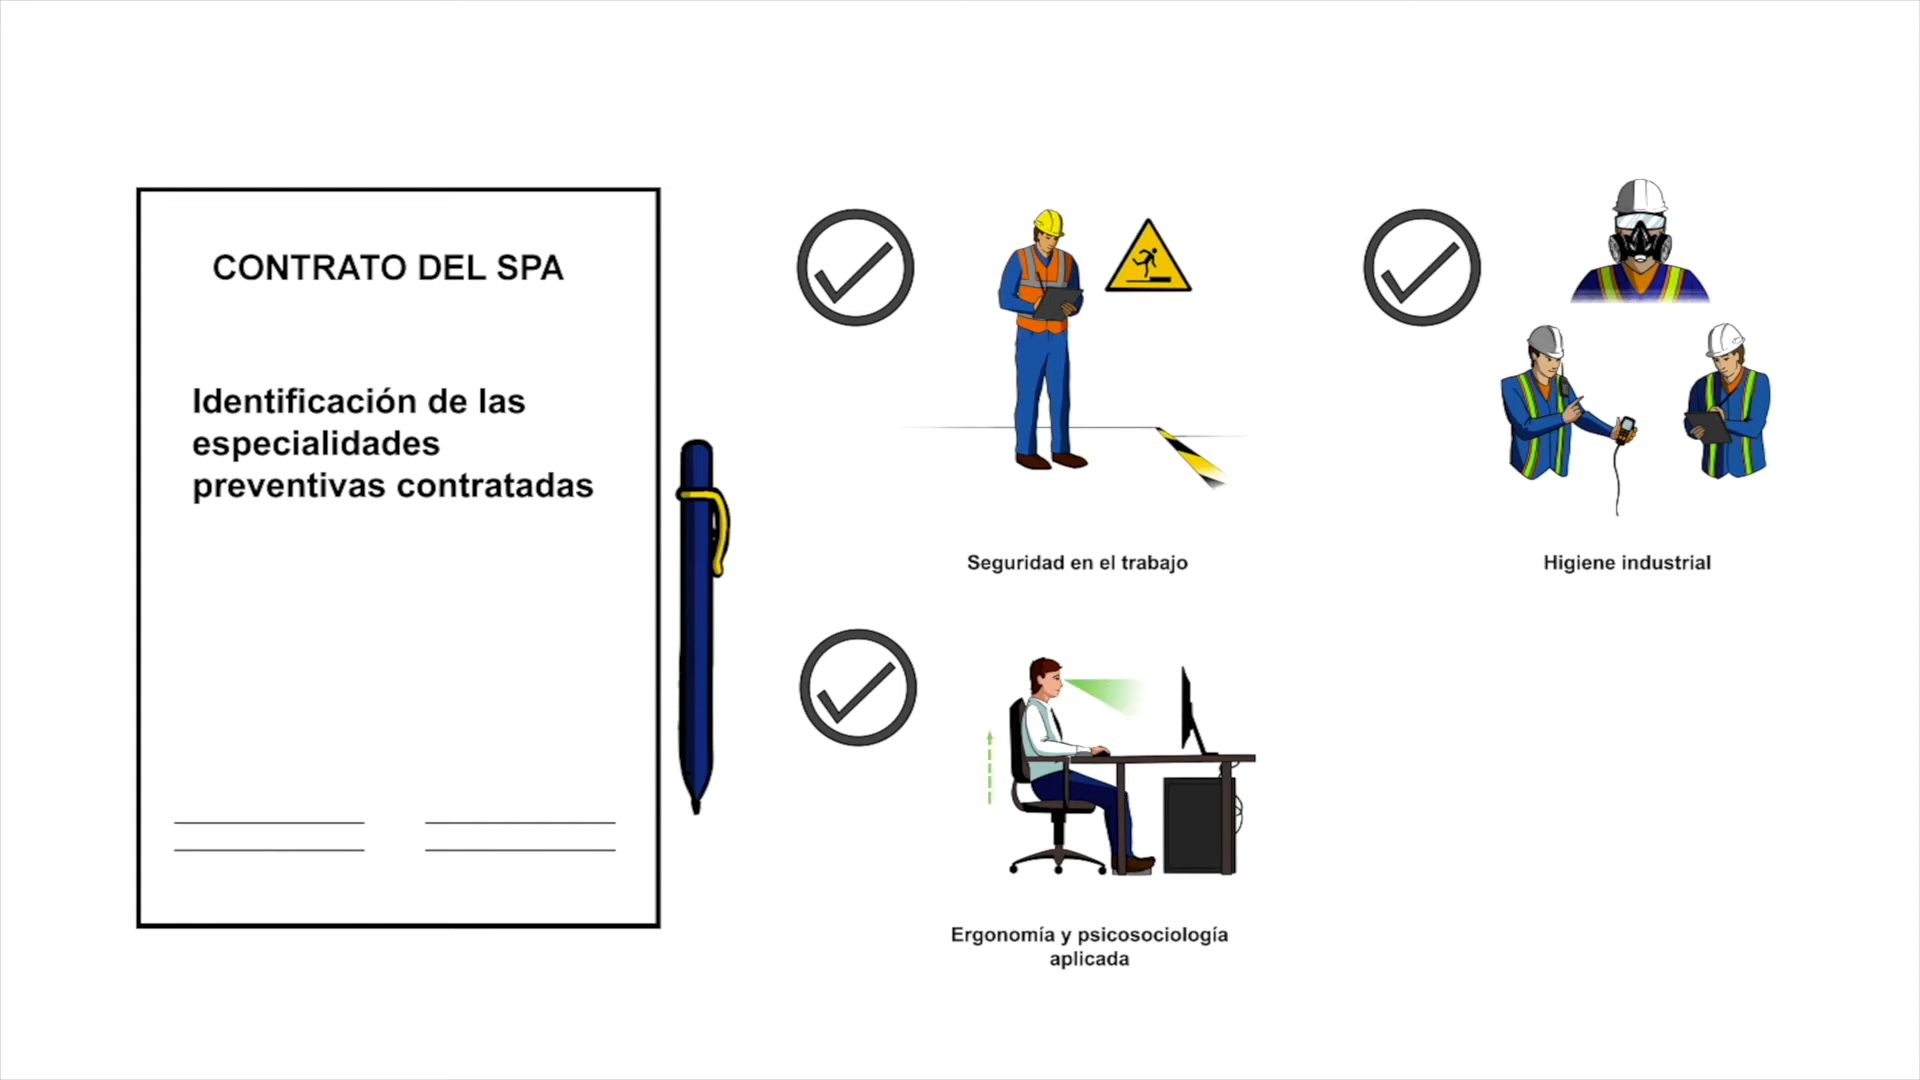 CONTRATO DEL SPA
Identificación de las
especialidades
preventivas contratadas
Seguridad en el trabajo
Higiene industrial
Ergonomía y psicosociología
aplicada